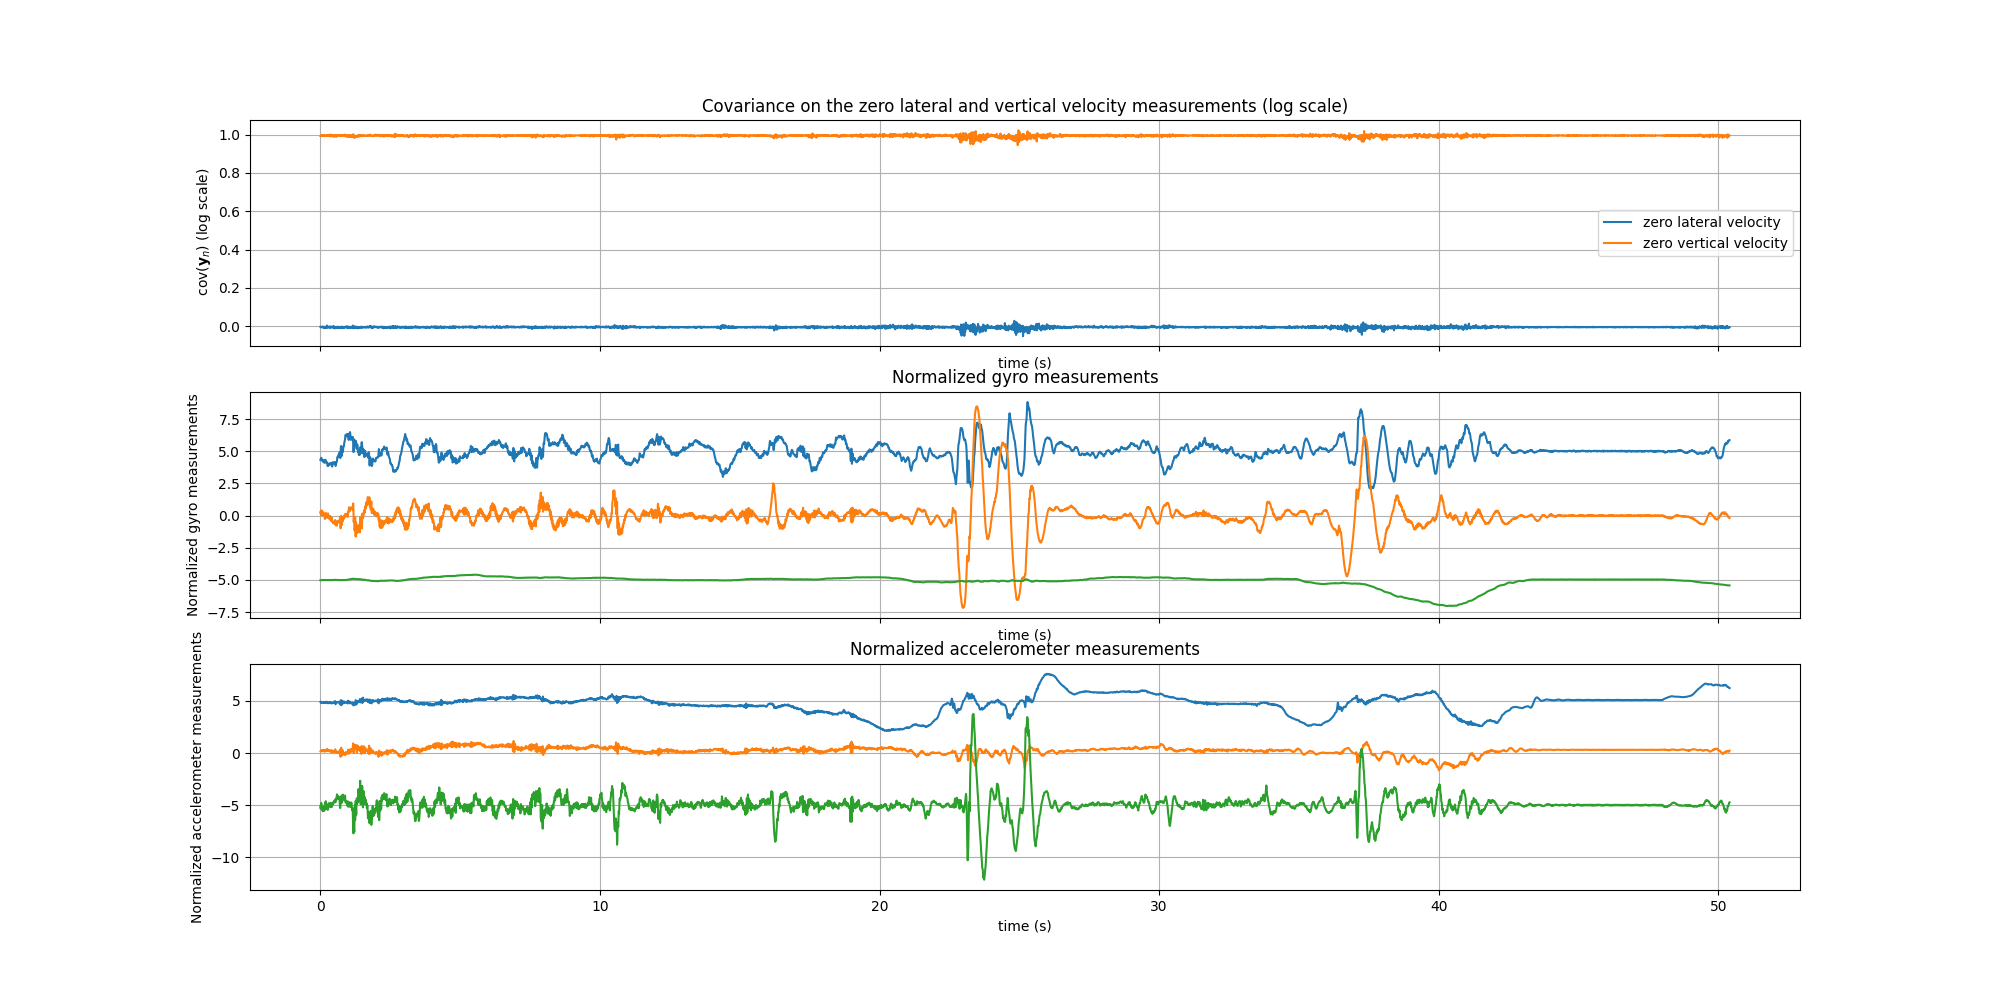 Covariance on the zero lateral and vertical velocity measurements (log scale)
cov(yₙ) (log scale)
1.0
0.8
0.6
0.4
0.2
0.0
zero lateral velocity
zero vertical velocity
time (s)
Normalized gyro measurements
Normalized gyro measurements
7.5
5.0
2.5
0.0
−2.5
−5.0
−7.5
time (s)
Normalized accelerometer measurements
Normalized accelerometer measurements
5
0
−5
−10
0 10 20 30 40 50
time (s)